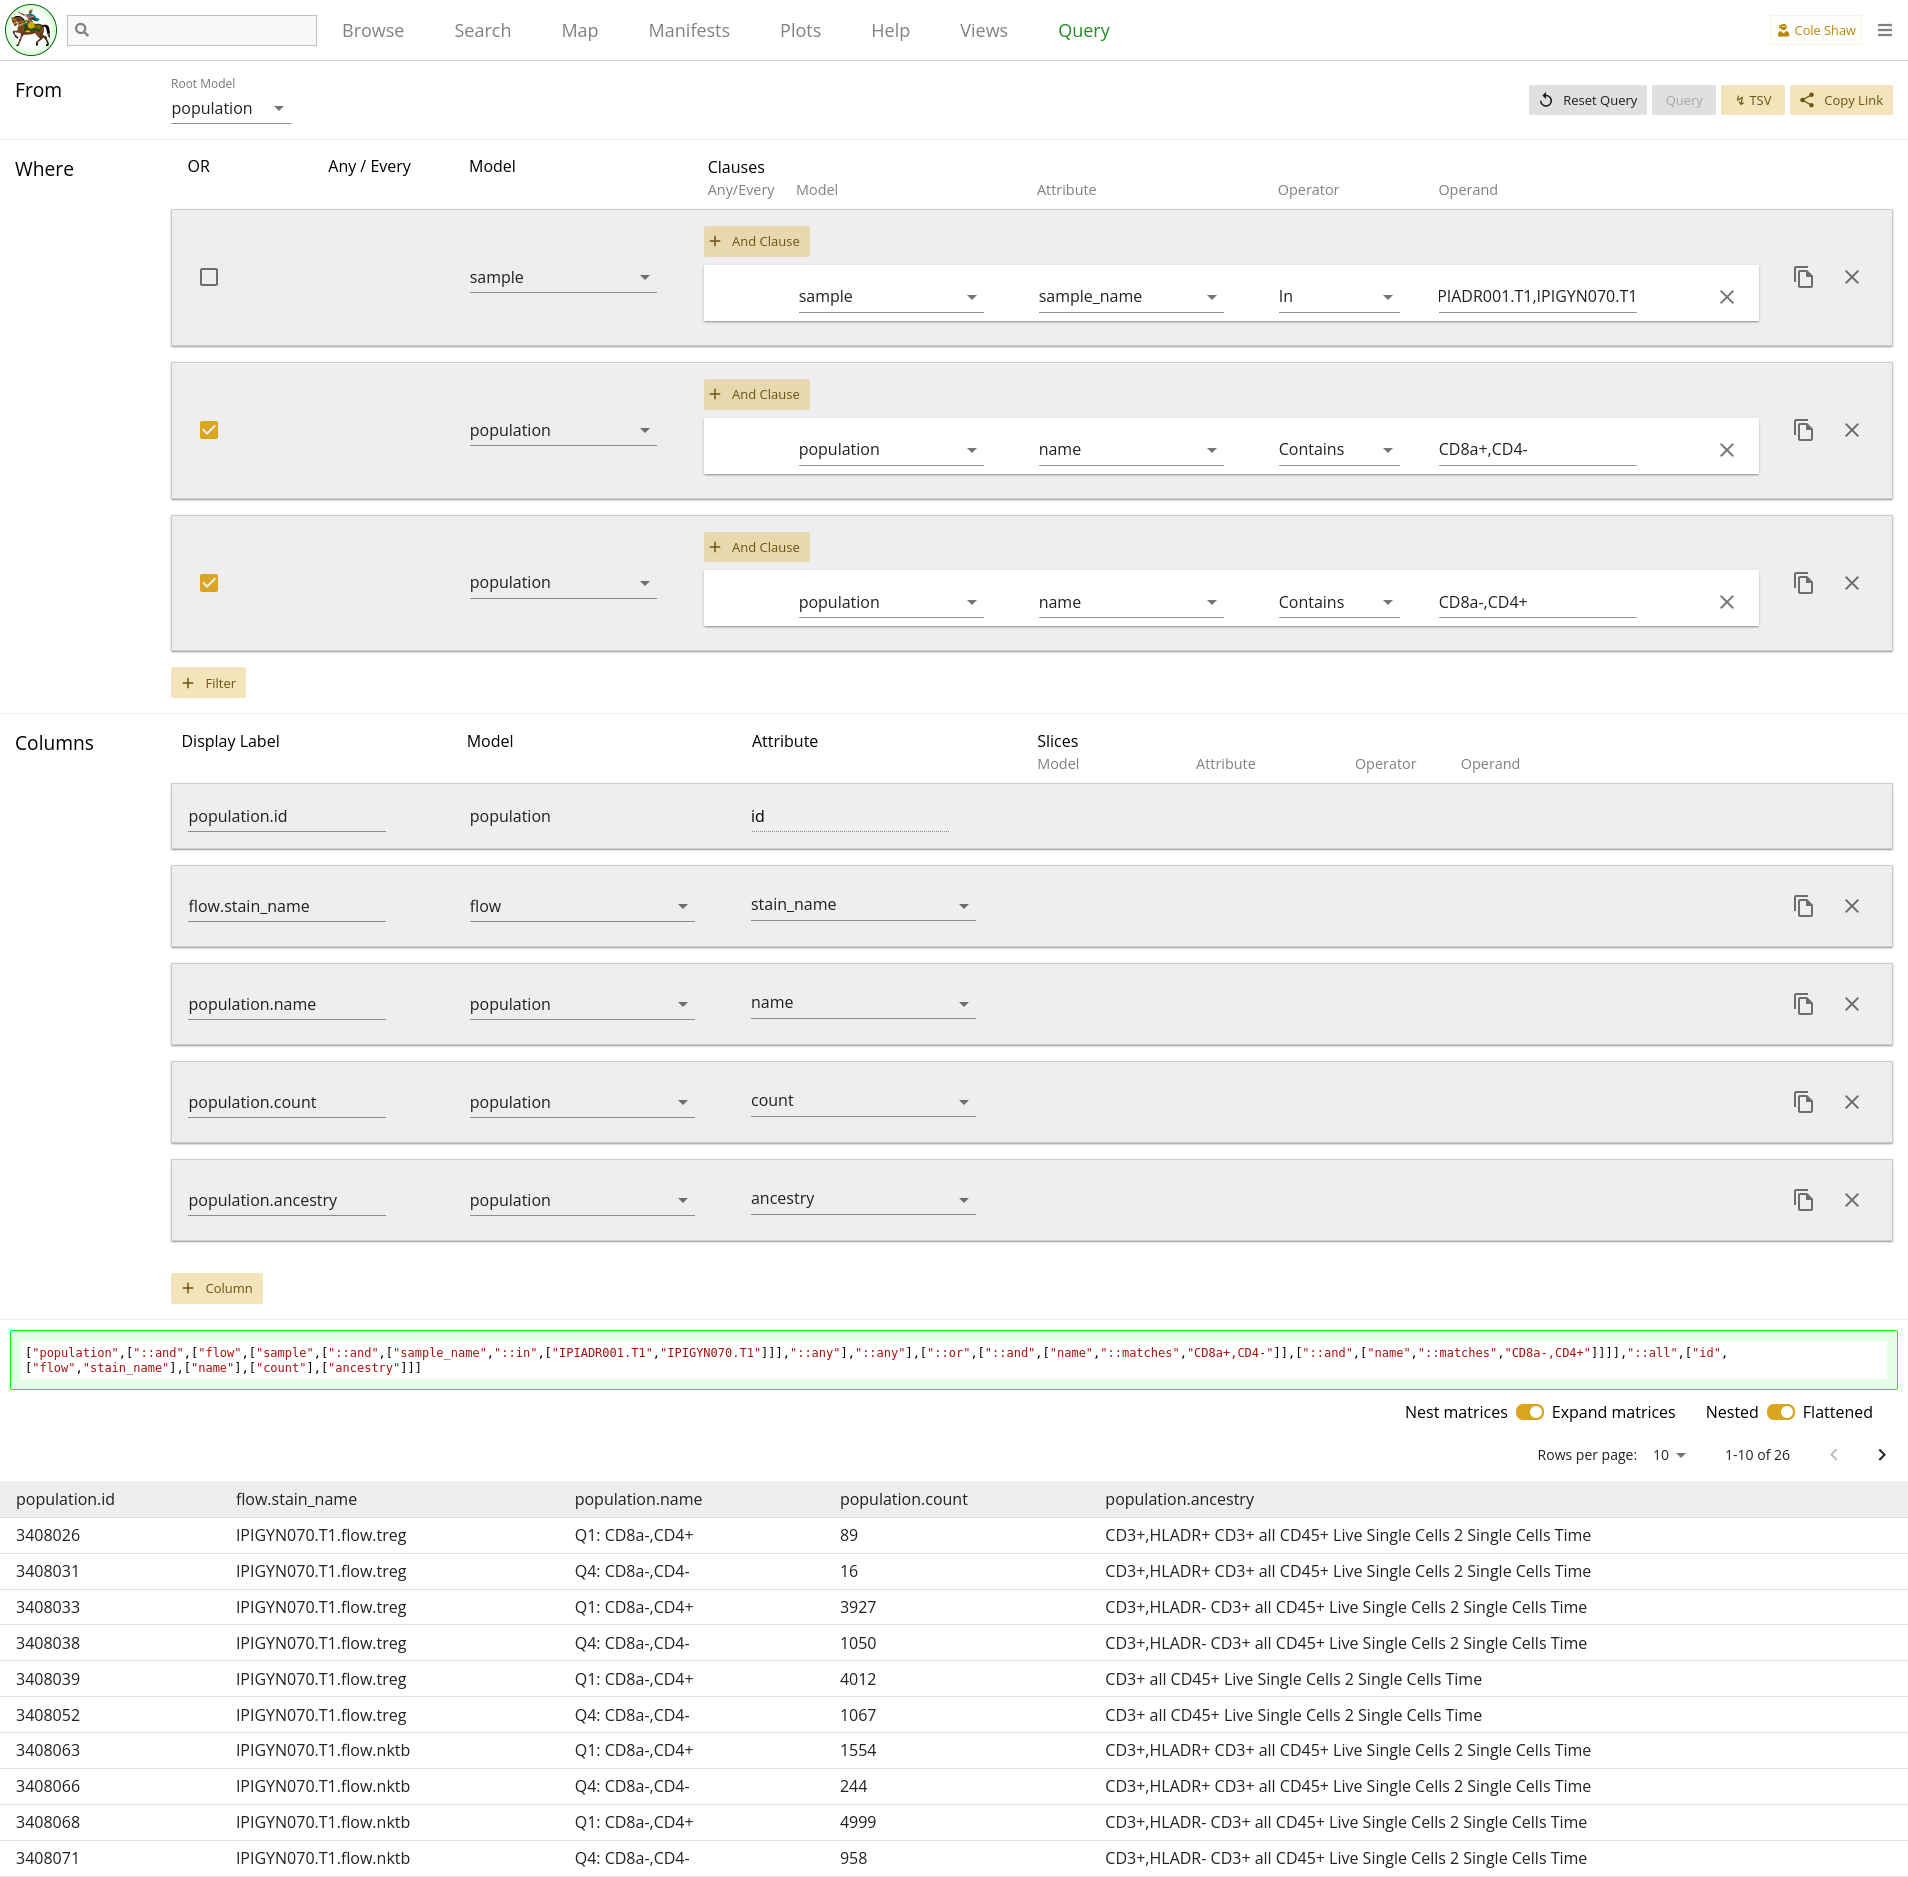 Browse Search Map Manifests Plots Help Views Query Cole Shaw
From Root Model
population Reset Query Query ↯ TSV Copy Link
Where OR Any / Every Model Clauses
Any/Every Model Attribute Operator Operand
And Clause
sample sample sample_name In PIADR001.T1,IPIGYN070.T1
And Clause
population population name Contains CD8a+,CD4-
And Clause
population population name Contains CD8a-,CD4+
Filter
Columns Display Label Model Attribute Slices
Model Attribute Operator Operand
population.id population id
flow.stain_name flow stain_name
population.name population name
population.count population count
population.ancestry population ancestry
Column
["population",["::and",["flow",["sample",["::and",["sample_name","::in",["IPIADR001.T1","IPIGYN070.T1"]]],"::any"],"::any"],["::or",["::and",["name","::matches","CD8a+,CD4-"]],["::and",["name","::matches","CD8a-,CD4+"]]]],"::all",["id",
["flow","stain_name"],["name"],["count"],["ancestry"]]]
Nest matrices Expand matrices Nested Flattened
Rows per page: 10 1-10 of 26
population.id flow.stain_name population.name population.count population.ancestry
3408026 IPIGYN070.T1.flow.treg Q1: CD8a-,CD4+ 89 CD3+,HLADR+ CD3+ all CD45+ Live Single Cells 2 Single Cells Time
3408031 IPIGYN070.T1.flow.treg Q4: CD8a-,CD4- 16 CD3+,HLADR+ CD3+ all CD45+ Live Single Cells 2 Single Cells Time
3408033 IPIGYN070.T1.flow.treg Q1: CD8a-,CD4+ 3927 CD3+,HLADR- CD3+ all CD45+ Live Single Cells 2 Single Cells Time
3408038 IPIGYN070.T1.flow.treg Q4: CD8a-,CD4- 1050 CD3+,HLADR- CD3+ all CD45+ Live Single Cells 2 Single Cells Time
3408039 IPIGYN070.T1.flow.treg Q1: CD8a-,CD4+ 4012 CD3+ all CD45+ Live Single Cells 2 Single Cells Time
3408052 IPIGYN070.T1.flow.treg Q4: CD8a-,CD4- 1067 CD3+ all CD45+ Live Single Cells 2 Single Cells Time
3408063 IPIGYN070.T1.flow.nktb Q1: CD8a-,CD4+ 1554 CD3+,HLADR+ CD3+ all CD45+ Live Single Cells 2 Single Cells Time
3408066 IPIGYN070.T1.flow.nktb Q4: CD8a-,CD4- 244 CD3+,HLADR+ CD3+ all CD45+ Live Single Cells 2 Single Cells Time
3408068 IPIGYN070.T1.flow.nktb Q1: CD8a-,CD4+ 4999 CD3+,HLADR- CD3+ all CD45+ Live Single Cells 2 Single Cells Time
3408071 IPIGYN070.T1.flow.nktb Q4: CD8a-,CD4- 958 CD3+,HLADR- CD3+ all CD45+ Live Single Cells 2 Single Cells Time